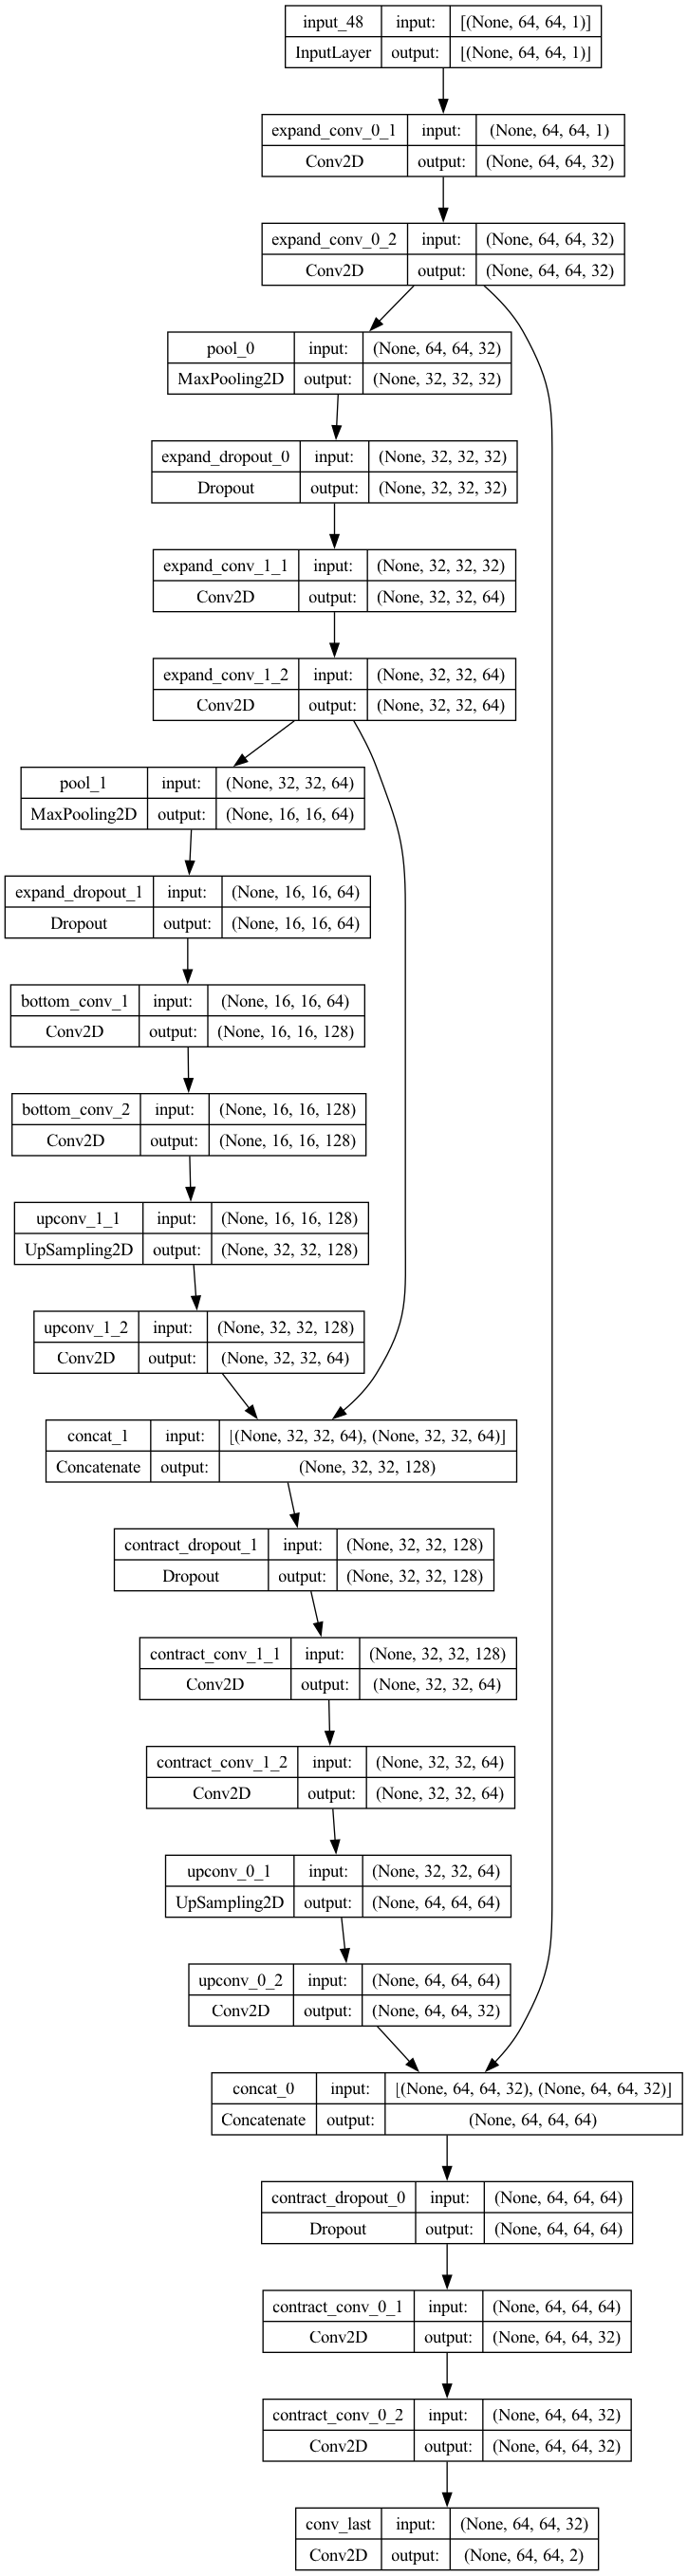 input_48 input: [(None, 64, 64, 1)]
InputLayer output: [(None, 64, 64, 1)]
expand_conv_0_1 input: (None, 64, 64, 1)
Conv2D output: (None, 64, 64, 32)
expand_conv_0_2 input: (None, 64, 64, 32)
Conv2D output: (None, 64, 64, 32)
pool_0 input: (None, 64, 64, 32)
MaxPooling2D output: (None, 32, 32, 32)
expand_dropout_0 input: (None, 32, 32, 32)
Dropout output: (None, 32, 32, 32)
expand_conv_1_1 input: (None, 32, 32, 32)
Conv2D output: (None, 32, 32, 64)
expand_conv_1_2 input: (None, 32, 32, 64)
Conv2D output: (None, 32, 32, 64)
pool_1 input: (None, 32, 32, 64)
MaxPooling2D output: (None, 16, 16, 64)
expand_dropout_1 input: (None, 16, 16, 64)
Dropout output: (None, 16, 16, 64)
bottom_conv_1 input: (None, 16, 16, 64)
Conv2D output: (None, 16, 16, 128)
bottom_conv_2 input: (None, 16, 16, 128)
Conv2D output: (None, 16, 16, 128)
upconv_1_1 input: (None, 16, 16, 128)
UpSampling2D output: (None, 32, 32, 128)
upconv_1_2 input: (None, 32, 32, 128)
Conv2D output: (None, 32, 32, 64)
concat_1 input: [(None, 32, 32, 64), (None, 32, 32, 64)]
Concatenate output: (None, 32, 32, 128)
contract_dropout_1 input: (None, 32, 32, 128)
Dropout output: (None, 32, 32, 128)
contract_conv_1_1 input: (None, 32, 32, 128)
Conv2D output: (None, 32, 32, 64)
contract_conv_1_2 input: (None, 32, 32, 64)
Conv2D output: (None, 32, 32, 64)
upconv_0_1 input: (None, 32, 32, 64)
UpSampling2D output: (None, 64, 64, 64)
upconv_0_2 input: (None, 64, 64, 64)
Conv2D output: (None, 64, 64, 32)
concat_0 input: [(None, 64, 64, 32), (None, 64, 64, 32)]
Concatenate output: (None, 64, 64, 64)
contract_dropout_0 input: (None, 64, 64, 64)
Dropout output: (None, 64, 64, 64)
contract_conv_0_1 input: (None, 64, 64, 64)
Conv2D output: (None, 64, 64, 32)
contract_conv_0_2 input: (None, 64, 64, 32)
Conv2D output: (None, 64, 64, 32)
conv_last input: (None, 64, 64, 32)
Conv2D output: (None, 64, 64, 2)